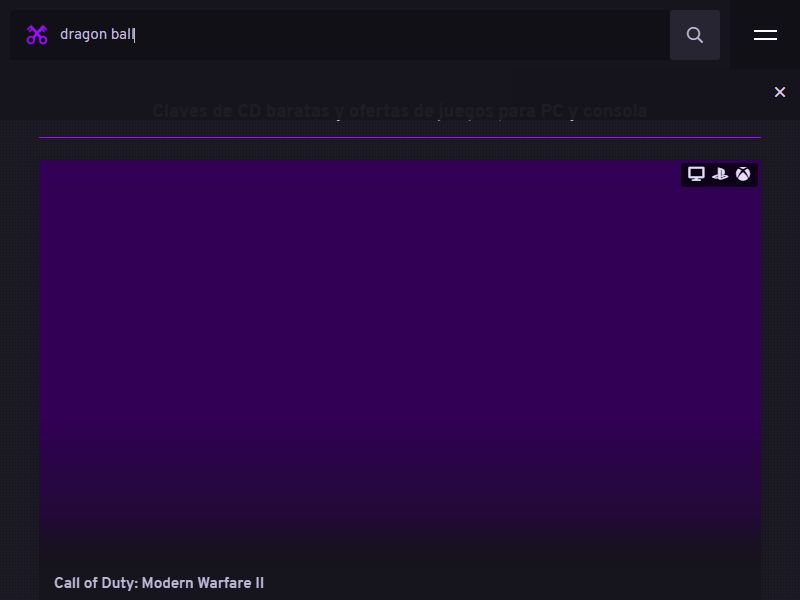 dragon ball
Claves de CD baratas y ofertas de juegos para PC y consola
Call of Duty: Modern Warfare II